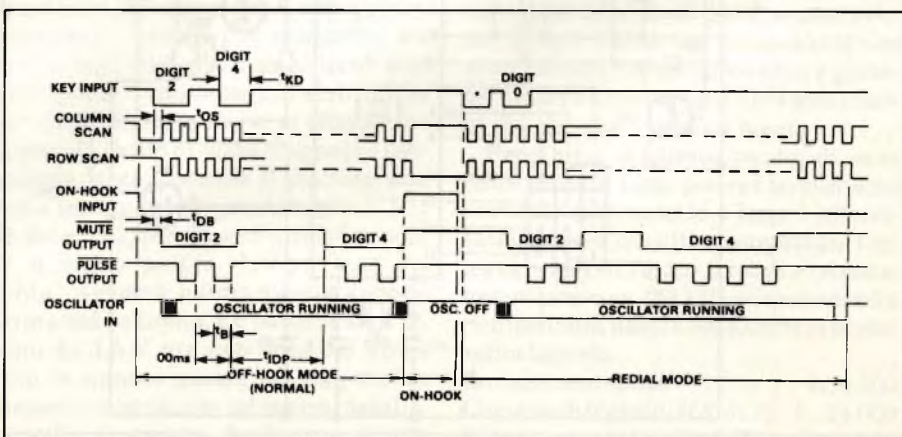 DIGIT
2
DIGIT
4
tKD
DIGIT
* 0
KEY INPUT
tOS
COLUMN
SCAN
ROW SCAN
ON-HOOK
INPUT
tDB
MUTE
OUTPUT
DIGIT 2
DIGIT 4
DIGIT 2
DIGIT 4
PULSE
OUTPUT
OSCILLATOR
IN
OSCILLATOR RUNNING
OSC. OFF
OSCILLATOR RUNNING
tB
00ms
tIDP
OFF-HOOK MODE
(NORMAL)
ON-HOOK
REDIAL MODE